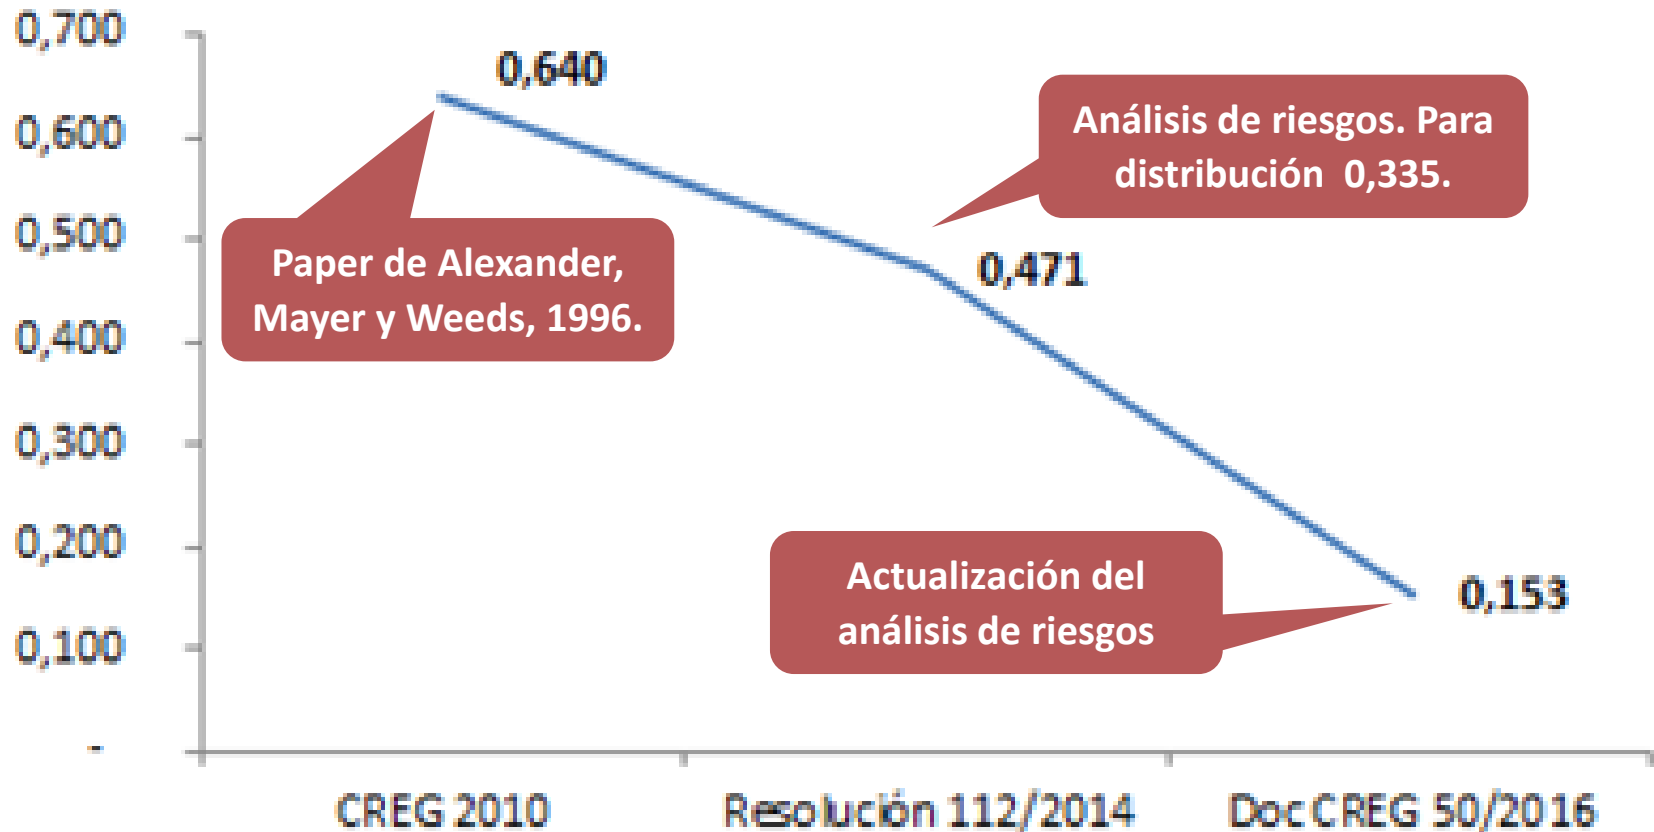 0,700
0,640
0,600
Análisis de riesgos. Para
distribución 0,335.
0,500
Paper de Alexander,
Mayer y Weeds, 1996.
0,471
0,400
0,300
0,200
Actualización del
análisis de riesgos
0,153
0,100
-
CREG 2010
Resolución 112/2014
Doc CREG 50/2016